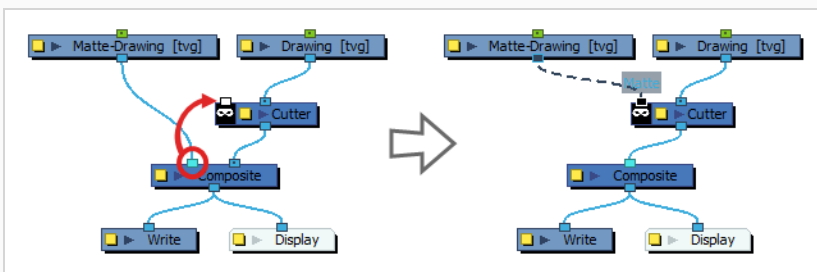 Matte-Drawing [tvg]
Drawing [tvg]
Cutter
Composite
Write
Display
Matte-Drawing [tvg]
Drawing [tvg]
Matte
Cutter
Composite
Write
Display